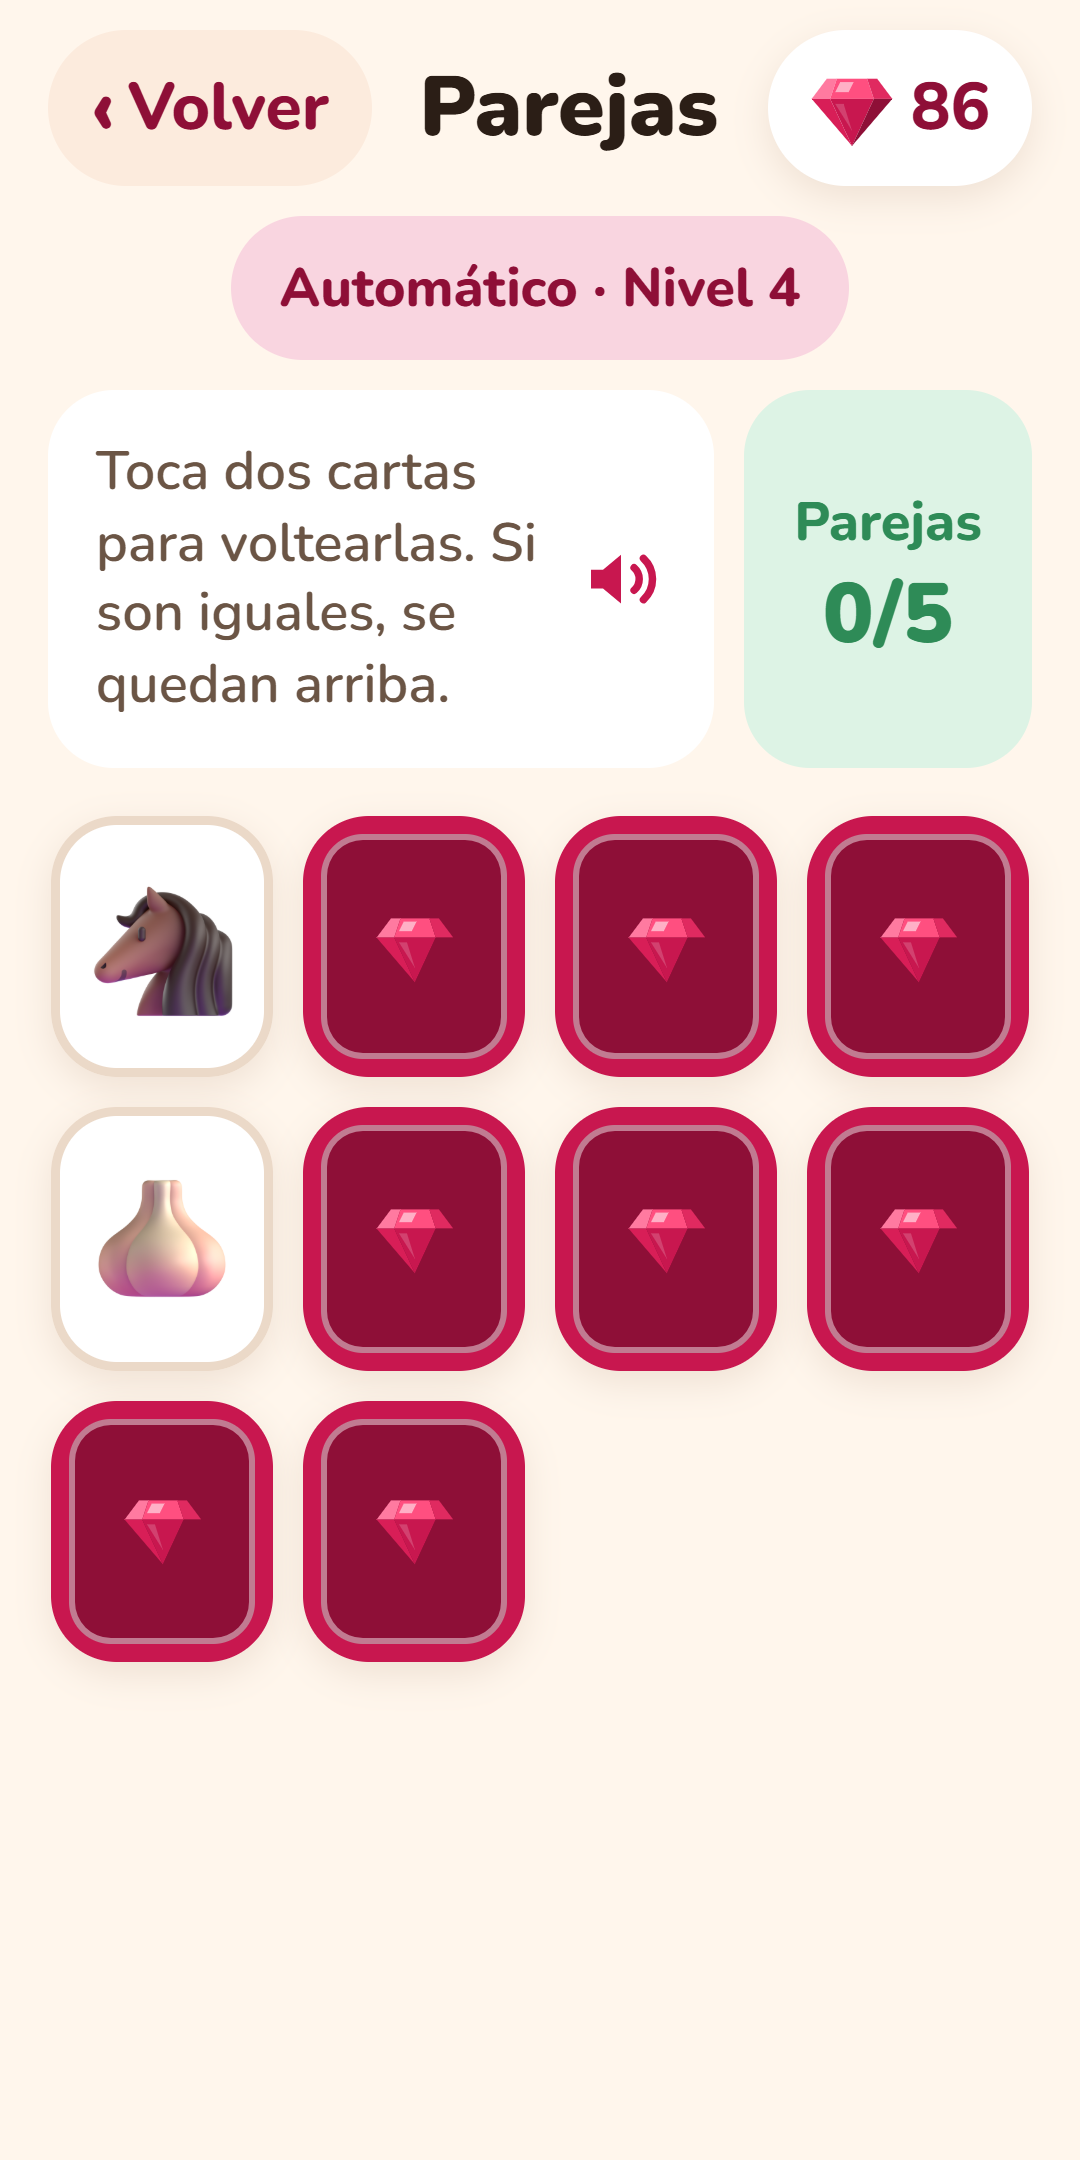 ‹ Volver
Parejas
86
Automático · Nivel 4
Toca dos cartas
para voltearlas. Si
son iguales, se
quedan arriba.
Parejas
0/5